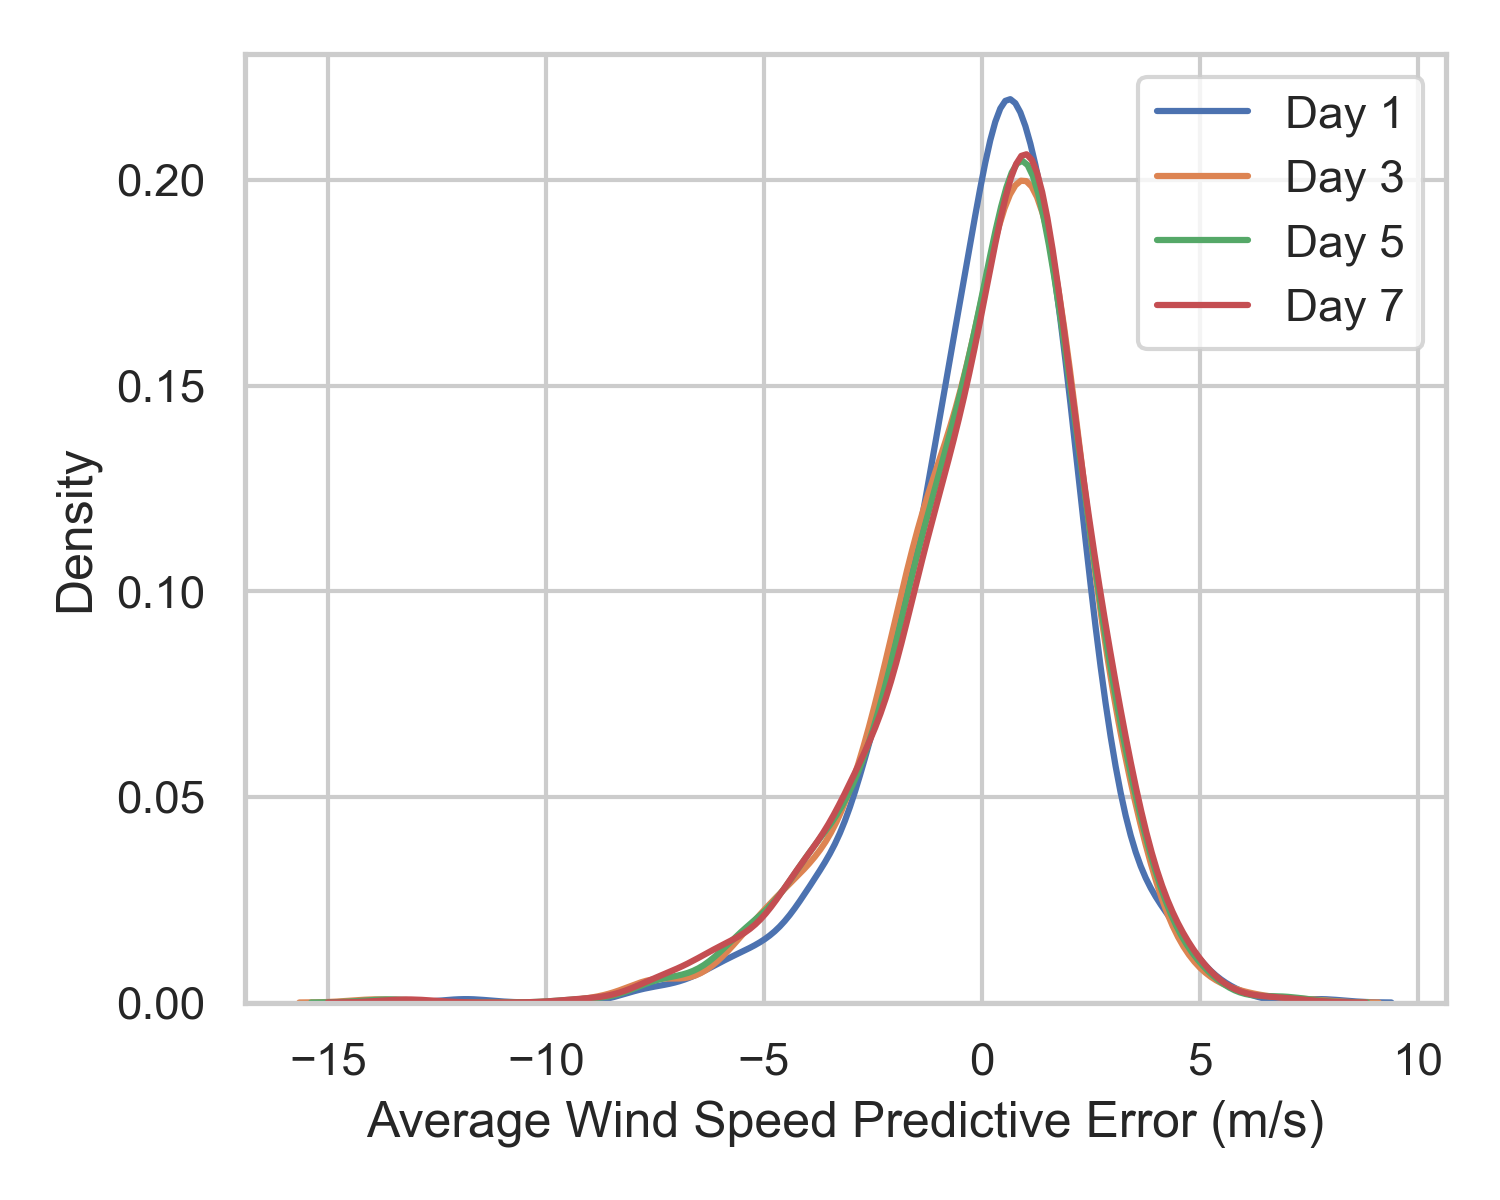 Day 1
Day 3
Day 5
Day 7
0.20
0.15
0.10
0.05
0.00
Density
−15 −10 −5 0 5 10
Average Wind Speed Predictive Error (m/s)